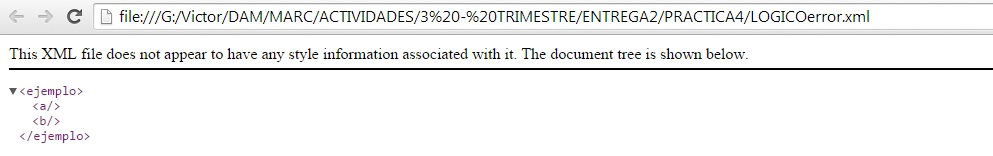 file:///G:/Victor/DAM/MARC/ACTIVIDADES/3%20-%20TRIMESTRE/ENTREGA2/PRACTICA4/LOGICOerror.xml
This XML file does not appear to have any style information associated with it. The document tree is shown below.
▼<ejemplo>
<a/>
<b/>
</ejemplo>